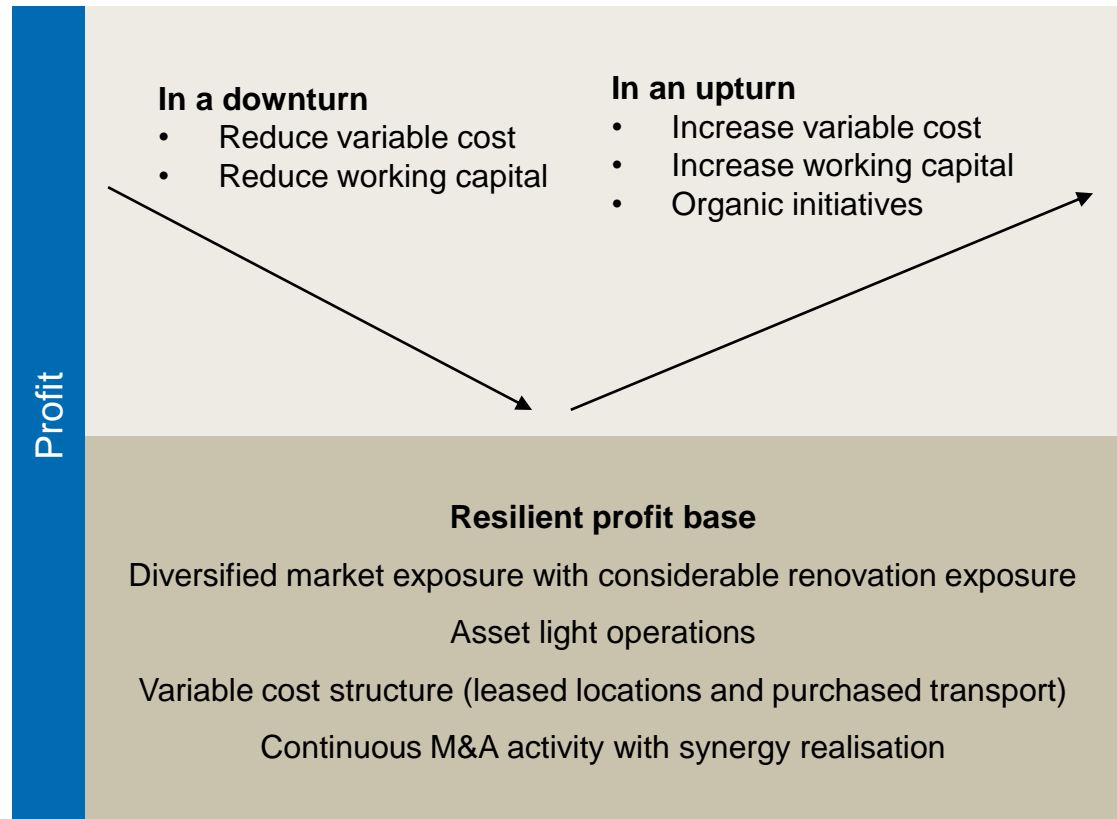 Profit
In a downturn
• Reduce variable cost
• Reduce working capital
In an upturn
• Increase variable cost
• Increase working capital
• Organic initiatives
Resilient profit base
Diversified market exposure with considerable renovation exposure
Asset light operations
Variable cost structure (leased locations and purchased transport)
Continuous M&A activity with synergy realisation